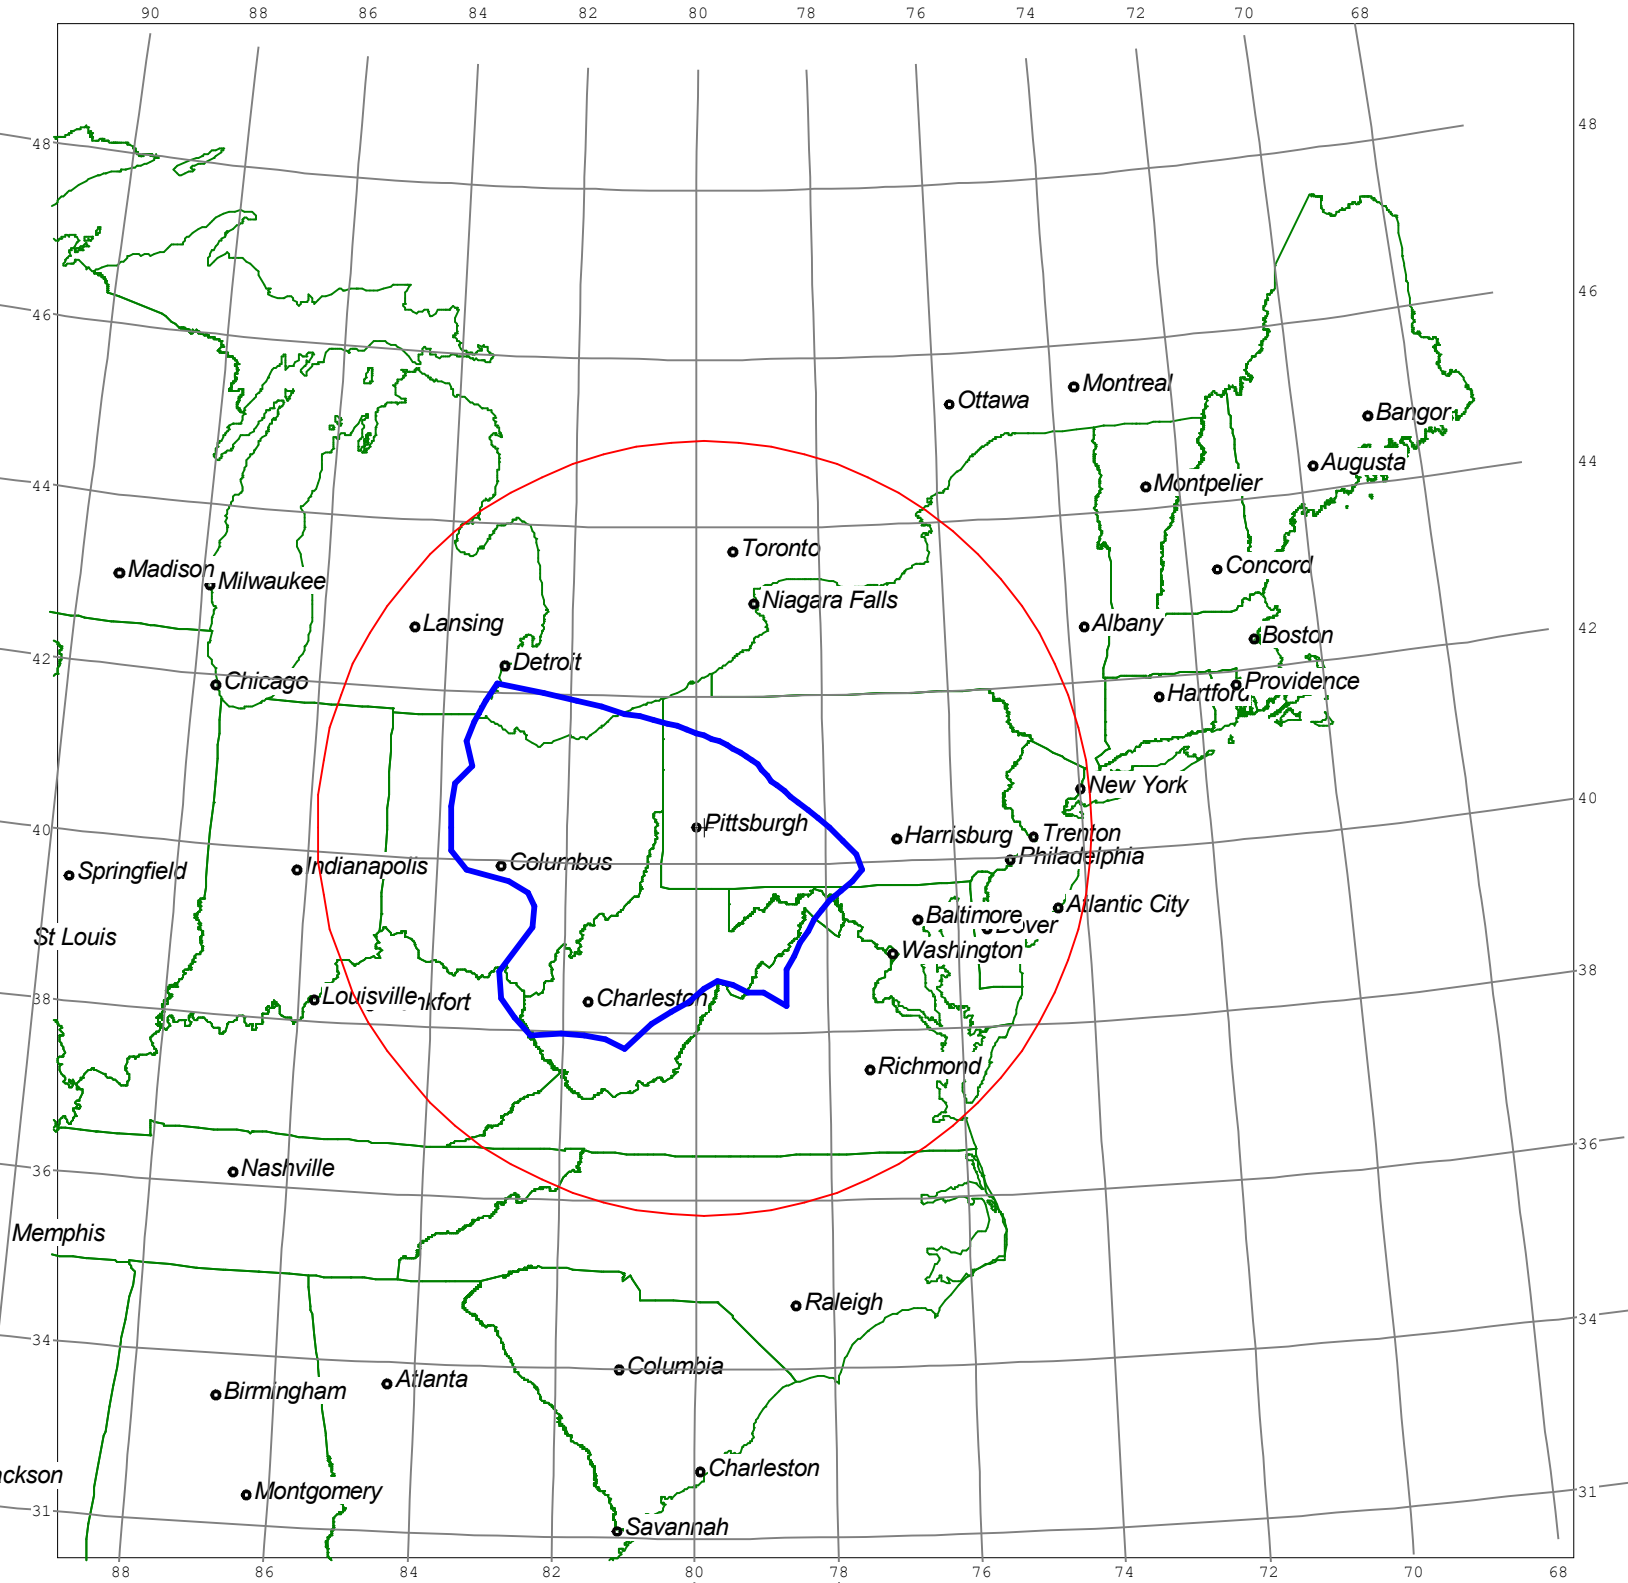 90 88 86 84 82 80 78 76 74 72 70 68
48 48
46 46
Montreal
Ottawa
Bangor
44 Augusta 44
Montpelier
Toronto
Concord
Madison
Milwaukee
Niagara Falls
Lansing Albany 42
Boston
42 Detroit
Chicago Providence
Hartford
New York
40
Pittsburgh
40 Harrisburg Trenton
Philadelphia
Columbus
Springfield Indianapolis
Atlantic City
Baltimore
Dover
St Louis
Washington
38
38 Louisville Charleston
kfort
Richmond
36
36 Nashville
Memphis
Raleigh
34
34
Columbia
Atlanta
Birmingham
Charleston
ackson
Montgomery 31
31
Savannah
88 86 84 82 80 78 76 74 72 70 68